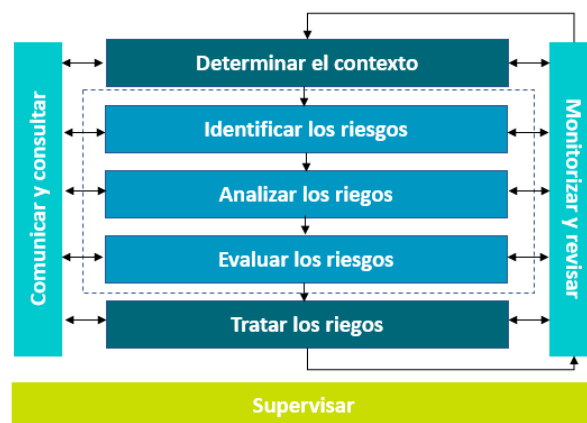 Determinar el contexto
Comunicar y consultar
Identificar los riesgos
Analizar los riegos
Evaluar los riesgos
Tratar los riegos
Monitorizar y revisar
Supervisar